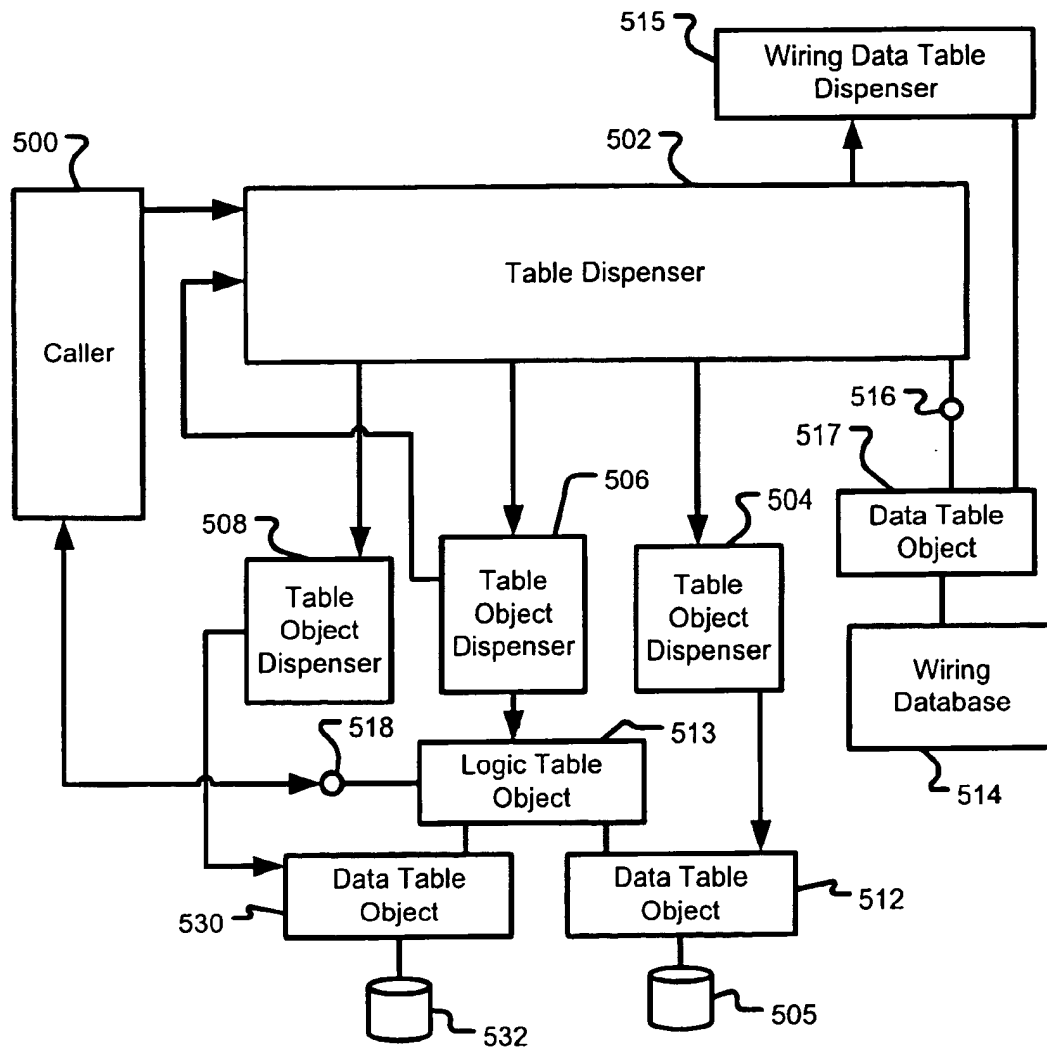 515
Wiring Data Table
Dispenser
500
502
Caller
Table Dispenser
516
517
Data Table
Object
506
504
508
Table
Object
Dispenser
Table
Object
Dispenser
Table
Object
Dispenser
Wiring
Database
514
518
513
Logic Table
Object
Data Table
Object
530
Data Table
Object
512
532
505